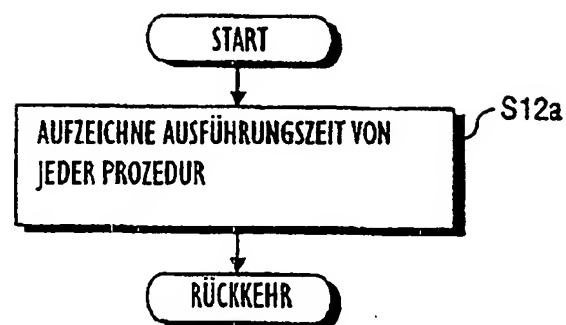 START
AUFZEICHNE AUSFÜHRUNGSZEIT VON
JEDER PROZEDUR
S12a
RÜCKKEHR